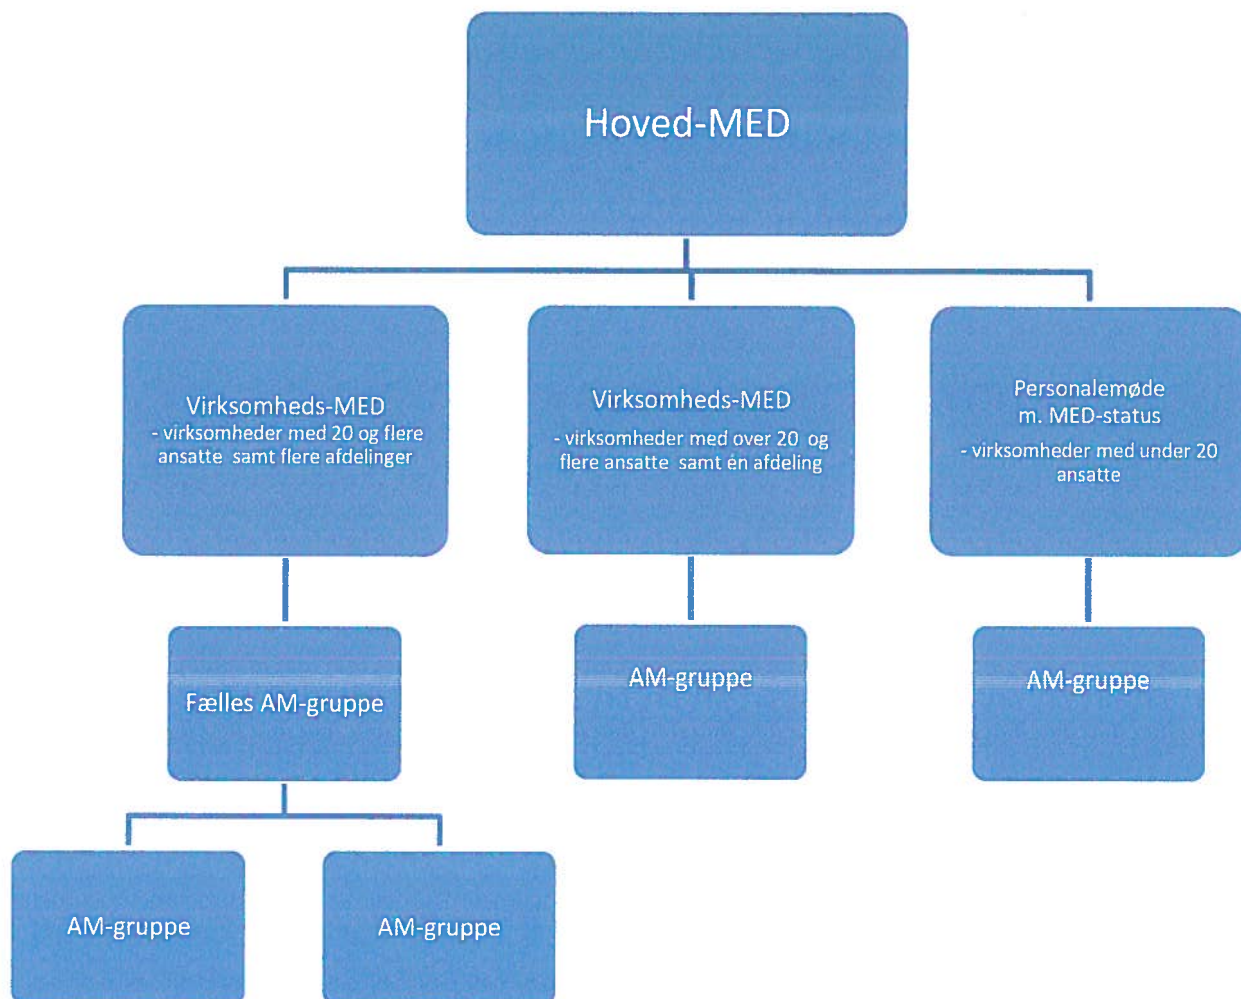 Hoved-MED
Virksomheds-MED
- virksomheder med 20 og flere
ansatte samt flere afdelinger
Virksomheds-MED
- virksomheder med over 20 og
flere ansatte samt én afdeling
Personalemøde
m. MED-status
- virksomheder med under 20
ansatte
Fælles AM-gruppe
AM-gruppe
AM-gruppe
AM-gruppe
AM-gruppe